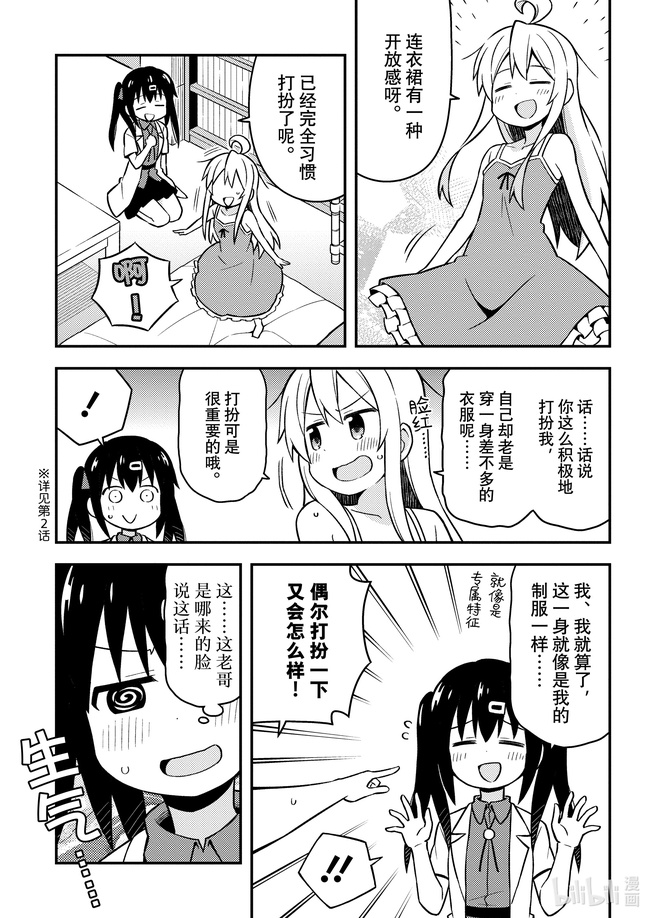 连衣裙有一种
开放感呀。
已经完全习惯
打扮了呢。
啊！
话……话说
你这么积极地
打扮我，
自己却老是
穿一身差不多的
衣服呢……
脸红……
打扮可是
很重要的哦。
！
※详见第2话
我、我就算了，
这一身就像是我的
制服一样……
就像是
专属特征
偶尔打扮一下
又会怎么样！
！！
这……这老哥
是哪来的脸
说这话……
生气……
bilibili漫画